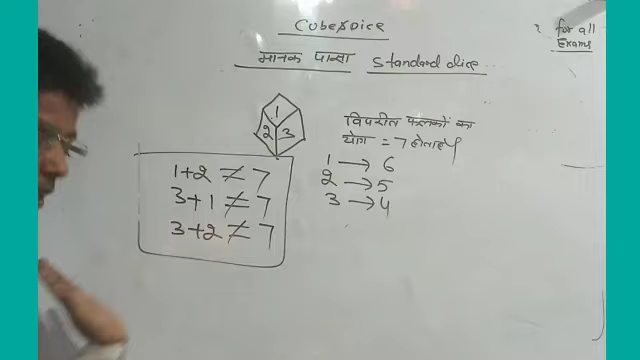 Cube & Dice
? for all
Exams
मानक पासा Standard dice
1
2 3
विपरीत फलकों का
योग = 7 होता है
1 → 6
2 → 5
3 → 4
1+2 ≠ 7
3+1 ≠ 7
3+2 ≠ 7